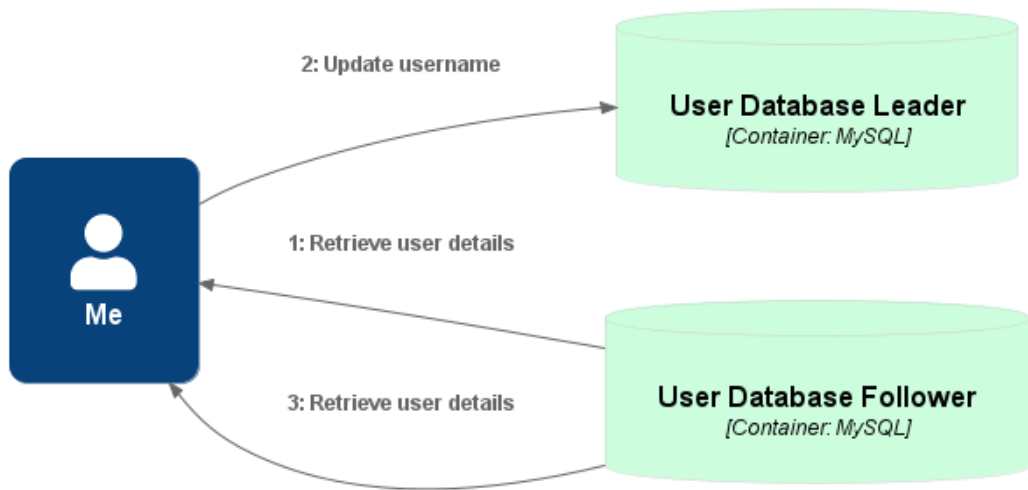 2: Update username
User Database Leader
[Container: MySQL]
1: Retrieve user details
Me
3: Retrieve user details
User Database Follower
[Container: MySQL]